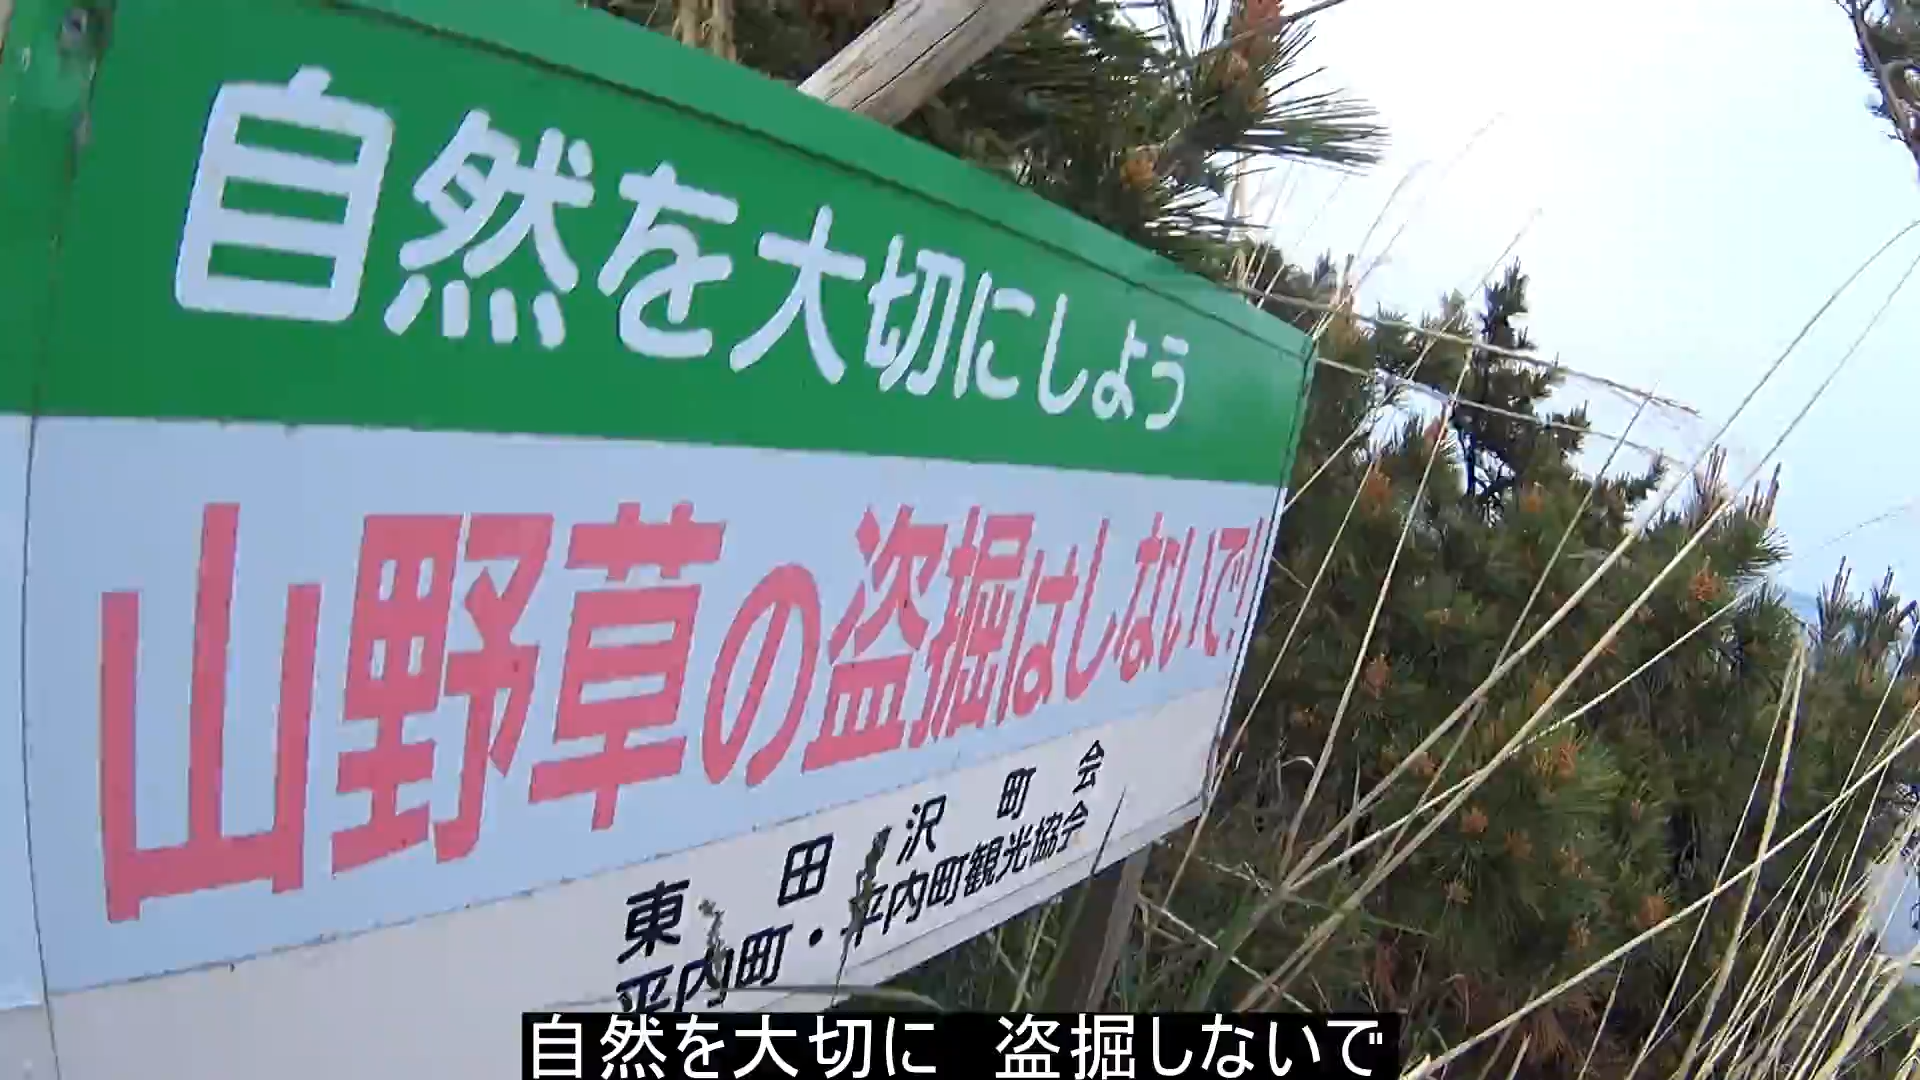 自然を大切にしよう
山野草の盗掘はしないで!
東田沢町会
平内町・平内町観光協会
自然を大切に 盗掘しないで